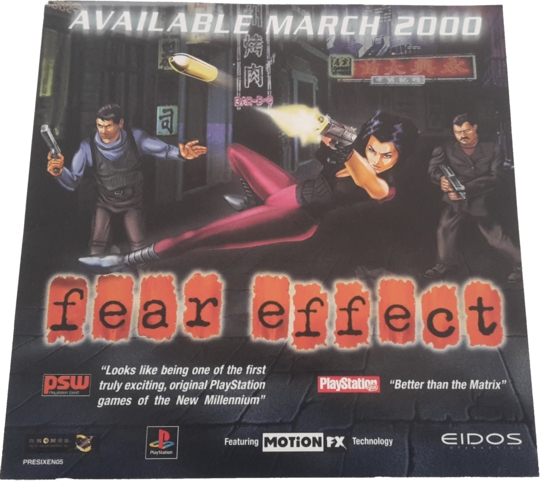 AVAILABLE MARCH 2000
fear effect
psw
"Looks like being one of the first
truly exciting, original PlayStation
games of the New Millennium"
PlayStation
"Better than the Matrix"
PlayStation
Featuring MOTION FX Technology
EIDOS
INTERACTIVE
PRESIXEN05